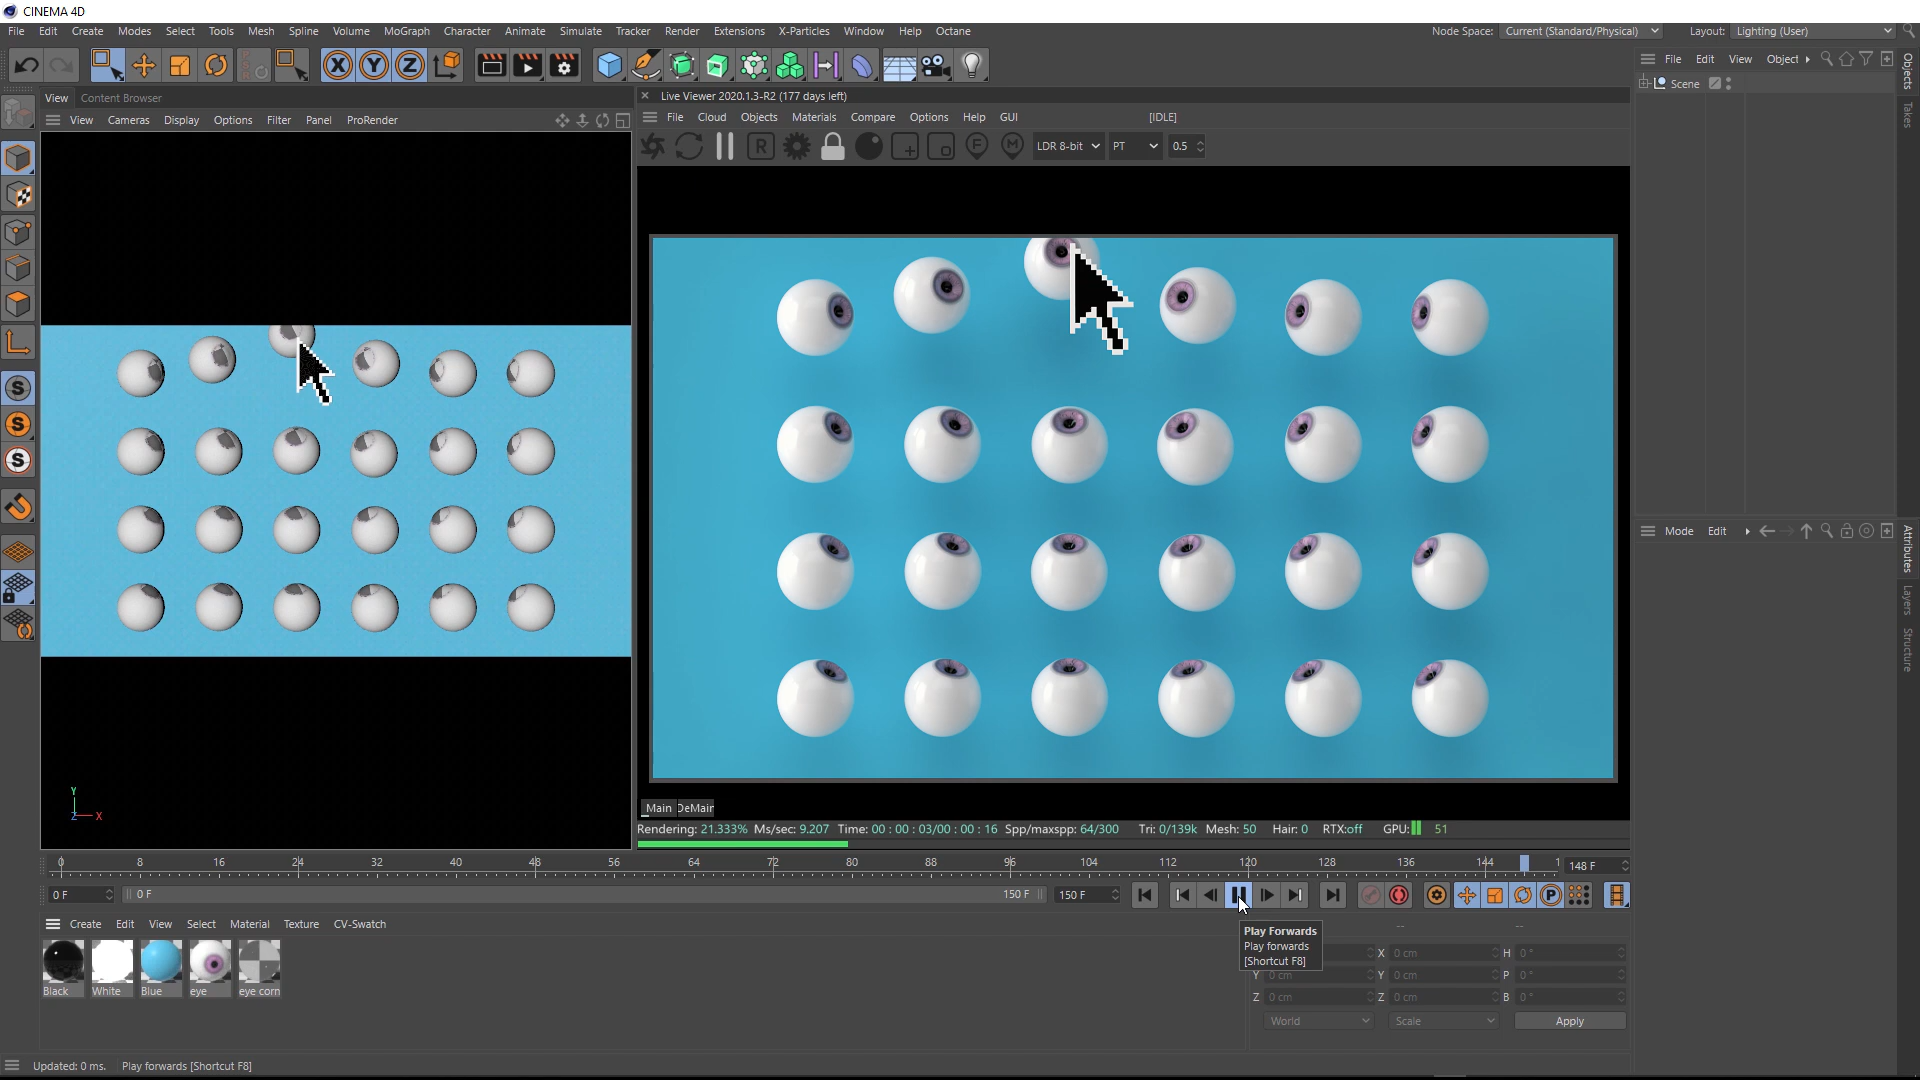 CINEMA 4D
File Edit Create Modes Select Tools Mesh Spline Volume MoGraph Character Animate Simulate Tracker Render Extensions X-Particles Window Help Octane
Node Space: Current (Standard/Physical) Layout: Lighting (User)
X Y Z
File Edit View Object
Objects
Takes
Scene
View Content Browser
Live Viewer 2020.1.3-R2 (177 days left)
View Cameras Display Options Filter Panel ProRender
File Cloud Objects Materials Compare Options Help GUI [IDLE]
R F M LDR 8-bit PT 0.5
S
S
S
Mode Edit
Attributes
Layers
Structure
Y
Z X
Main DeMain
Rendering: 21.333% Ms/sec: 9.207 Time: 00 : 00 : 03/00 : 00 : 16 Spp/maxspp: 64/300 Tri: 0/139k Mesh: 50 Hair: 0 RTX:off GPU: 51
0 8 16 24 32 40 48 56 64 72 80 88 96 104 112 120 128 136 144 1 148 F
0 F 0 F 150 F 150 F P
Create Edit View Select Material Texture CV-Swatch
Black White Blue eye eye corn
Play Forwards
Play forwards
[Shortcut F8]
-- --
X 0 cm H 0 °
Y 0 cm Y 0 cm P 0 °
Z 0 cm Z 0 cm B 0 °
World Scale Apply
Updated: 0 ms. Play forwards [Shortcut F8]